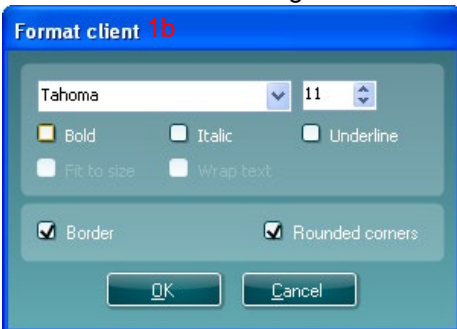 Format client 1b
Tahoma 11
Bold Italic Underline
Fit to size Wrap text
Border Rounded corners
OK Cancel